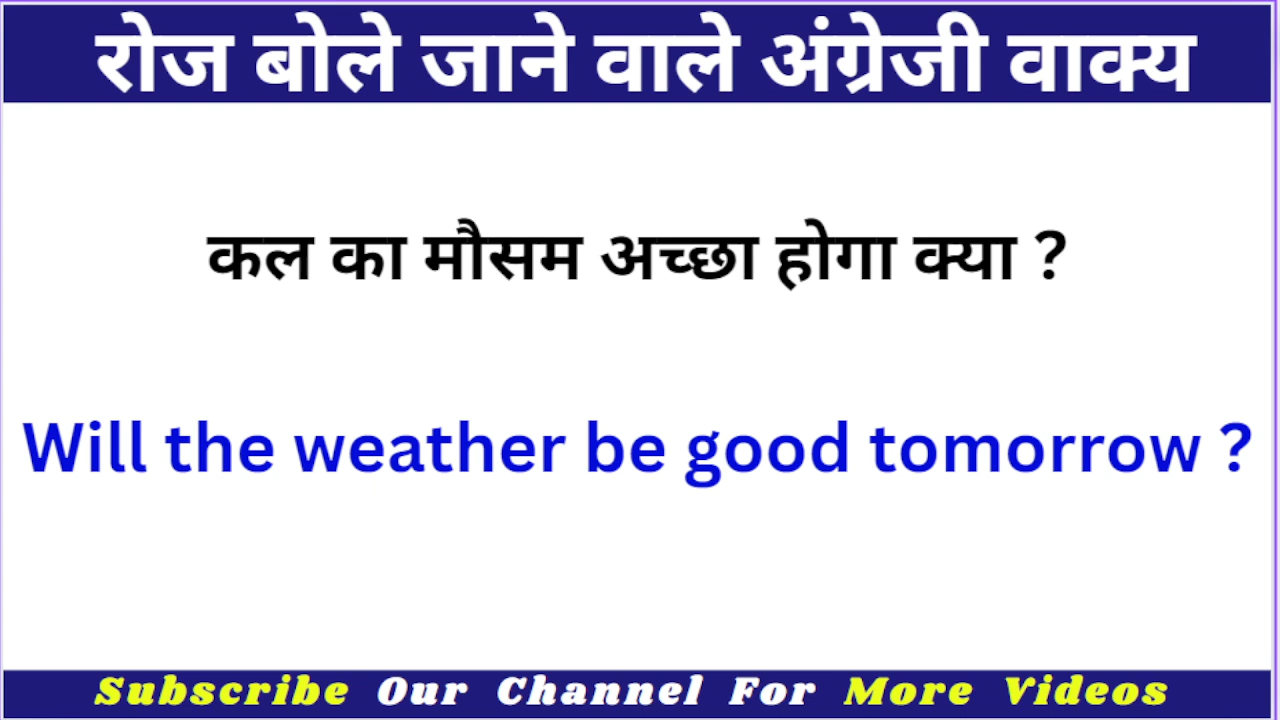 रोज बोले जाने वाले अंग्रेजी वाक्य
कल का मौसम अच्छा होगा क्या ?
Will the weather be good tomorrow ?
Subscribe Our Channel For More Videos